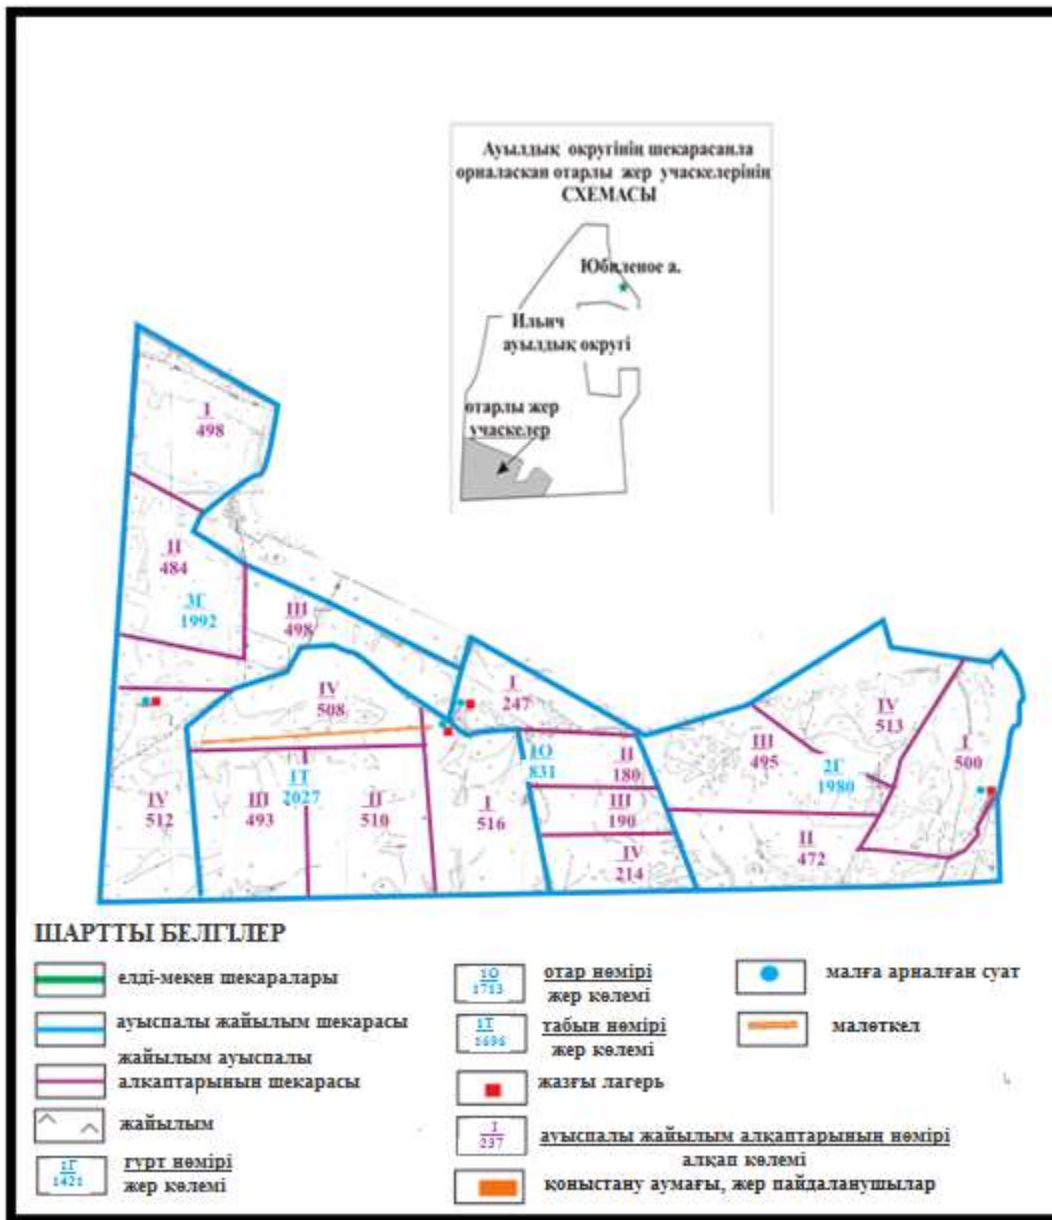 Ауылдық округінің шекарасанла
орналаскан отарлы жер учаскелерінің
СХЕМАСЫ
Юбиленое а.
Ильич
ауылдық округі
отарлы жер
учаскелер
I
498
II
484
3Г
1992
III
498
IV
508
I
247
IV
513
III
495
2Г
1980
I
500
1О
831
II
180
1Т
2027
IV
512
III
493
II
510
I
516
III
190
II
472
IV
214
ШАРТТЫ БЕЛГІЛЕР
елді-мекен шекаралары
ауыспалы жайылым шекарасы
жайылым ауыспалы
алкаптарынын шекарасы
жайылым
1Г
1421
гурт нөмірі
жер көлемі
1О
1713
отар нөмірі
жер көлемі
1Т
1696
табын нөмірі
жер көлемі
жазғы лагерь
I
237
ауыспалы жайылым алқаптарының нөмірі
алқап көлемі
қоныстану аумағы, жер пайдаланушылар
малға арналған суат
малөткел